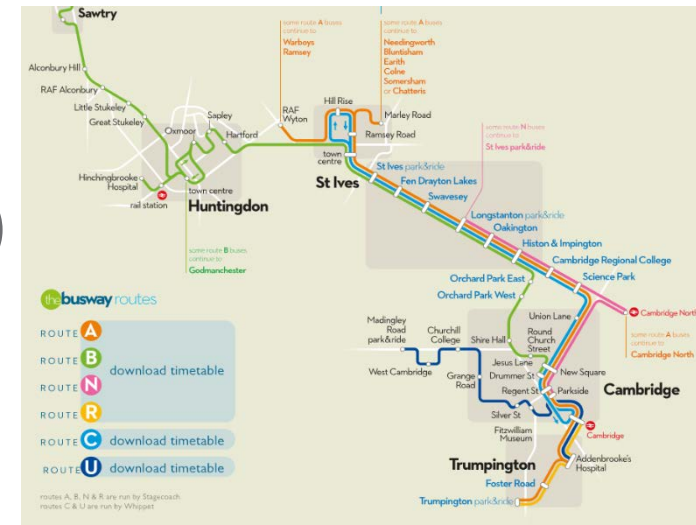 Sawtry
some route A buses
continue to
Warboys
Ramsey
some route A buses
continue to
Needingworth
Bluntisham
Earith
Colne
Somersham
or Chatteris
Alconbury Hill
RAF Alconbury
Little Stukeley
Great Stukeley
Oxmoor
Sapley
Hartford
RAF
Wyton
Hill Rise
Marley Road
Ramsey Road
town
centre
St Ives
some route N buses
continue to
St Ives park&ride
Hinchingbrooke
Hospital
rail station
town centre
Huntingdon
St Ives park&ride
Fen Drayton Lakes
Swavesey
Longstanton park&ride
Oakington
Histon & Impington
Cambridge Regional College
Science Park
some route B buses
continue to
Godmanchester
Orchard Park East
Orchard Park West
Cambridge North
some route A buses
continue to
Cambridge North
thebusway routes
ROUTE A
ROUTE B
download timetable
ROUTE N
ROUTE R
ROUTE C download timetable
ROUTE U download timetable
routes A, B, N & R are run by Stagecoach
routes C & U are run by Whippet
Madingley
Road
park&ride
Churchill
College
Shire Hall
Union Lane
Round
Church
Street
West Cambridge
Grange
Road
Jesus Lane
Drummer St
New Square
Regent St
Parkside
Cambridge
Silver St
Fitzwilliam
Museum
Cambridge
Trumpington
Addenbrooke's
Hospital
Foster Road
Trumpington park&ride